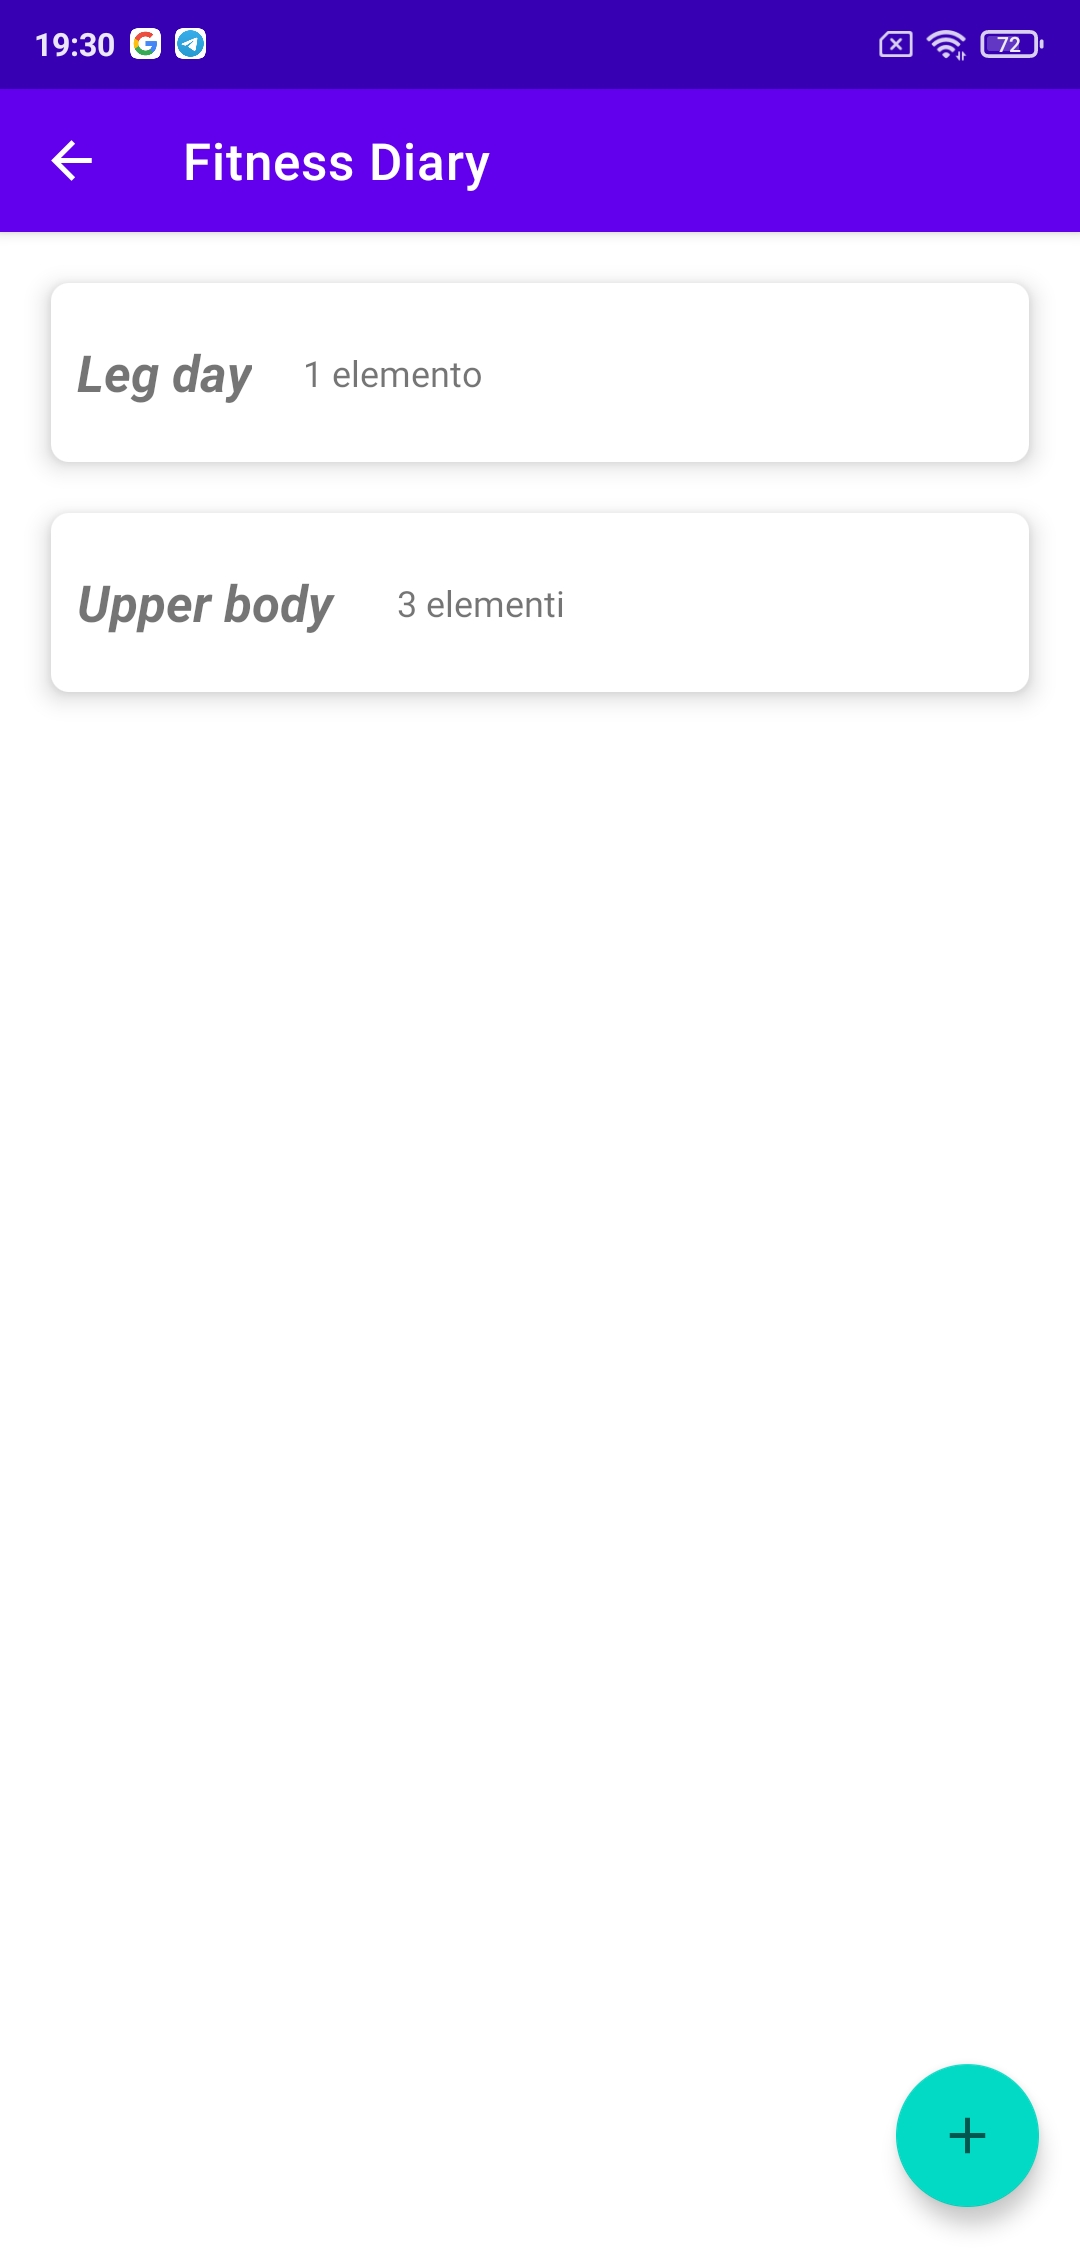 19:30
72
Fitness Diary
Leg day 1 elemento
Upper body 3 elementi